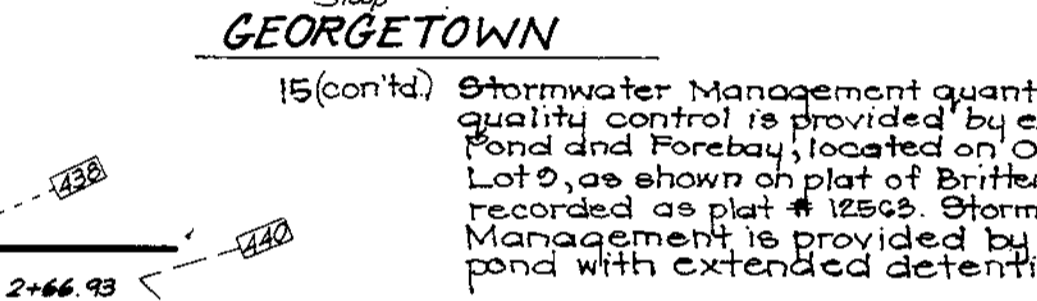 GEORGETOWN
15(con'td.) Stormwater Management quant
quality control is provided by e
Pond and Forebay, located on O
Lot 9, as shown on plat of Britte
recorded as plat # 12563. Storm
Management is provided by
pond with extended detenti
438
440
2+66.93